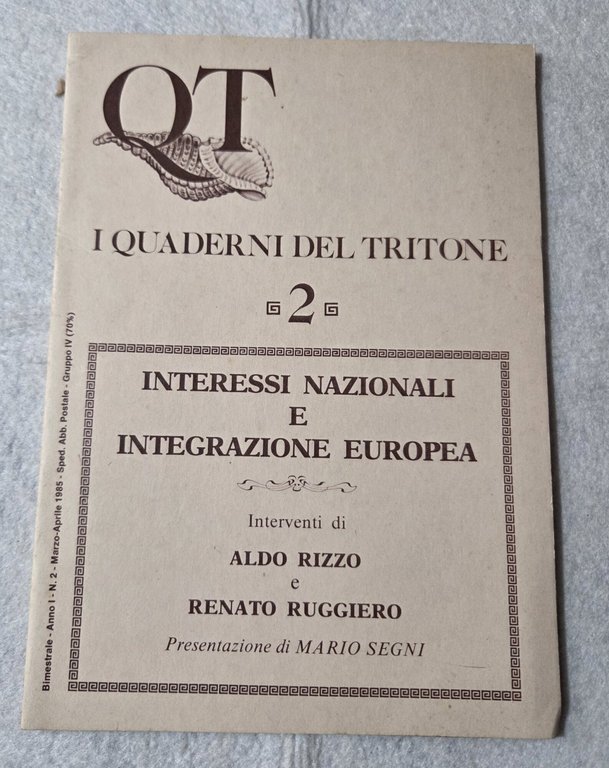 QT
I QUADERNI DEL TRITONE
2
INTERESSI NAZIONALI
E
INTEGRAZIONE EUROPEA
Interventi di
ALDO RIZZO
e
RENATO RUGGIERO
Presentazione di MARIO SEGNI
Bimestrale - Anno I - N. 2 - Marzo-Aprile 1985 - Sped. Abb. Postale - Gruppo IV (70%)